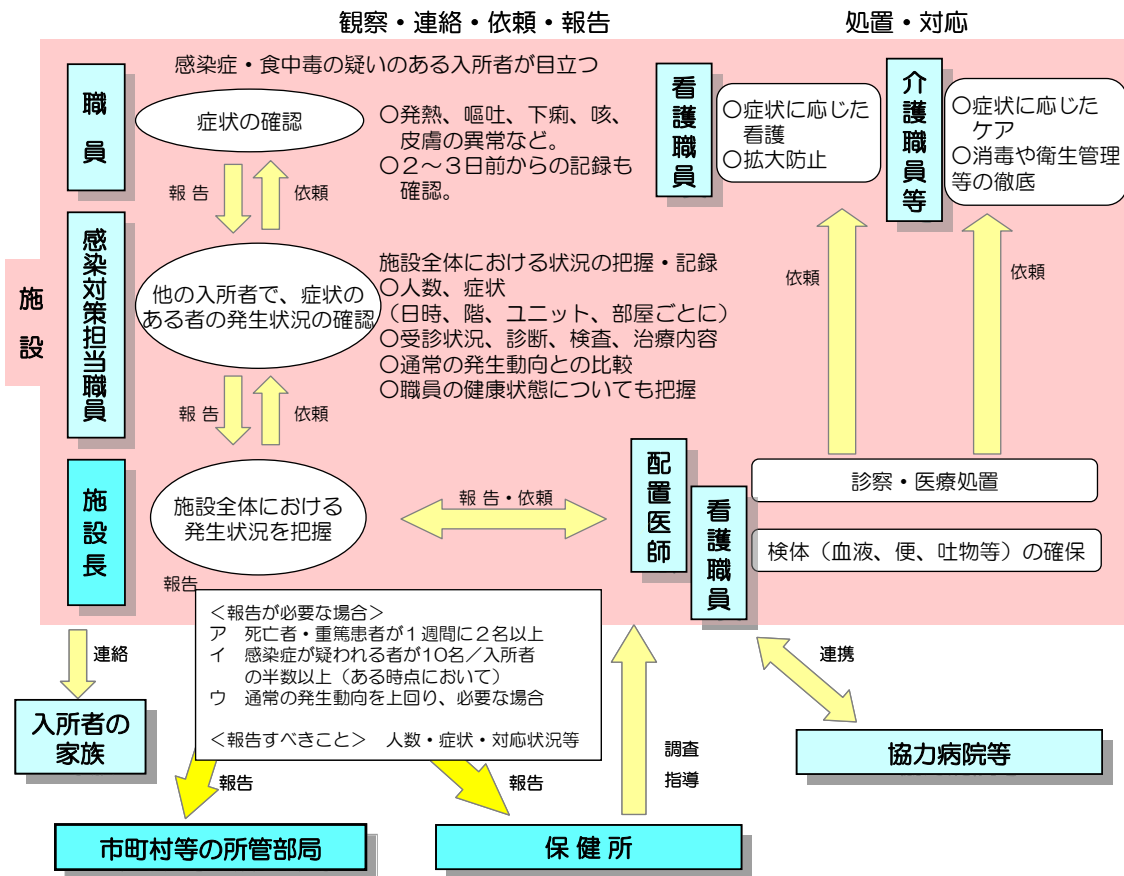 観察・連絡・依頼・報告
処置・対応
施設
職員
感染症・食中毒の疑いのある入所者が目立つ
症状の確認
○発熱、嘔吐、下痢、咳、
皮膚の異常など。
○２～３日前からの記録も
確認。
報 告
依頼
感染対策担当職員
他の入所者で、症状の
ある者の発生状況の確認
施設全体における状況の把握・記録
○人数、症状
（日時、階、ユニット、部屋ごとに）
○受診状況、診断、検査、治療内容
○通常の発生動向との比較
○職員の健康状態についても把握
報 告
依頼
施設長
施設全体における
発生状況を把握
報 告・依頼
看護職員
○症状に応じた
看護
○拡大防止
介護職員等
○症状に応じた
ケア
○消毒や衛生管理
等の徹底
依頼
依頼
配置医師
看護職員
診察・医療処置
検体（血液、便、吐物等）の確保
報告
＜報告が必要な場合＞
ア　死亡者・重篤患者が１週間に２名以上
イ　感染症が疑われる者が10名／入所者
の半数以上（ある時点において）
ウ　通常の発生動向を上回り、必要な場合
＜報告すべきこと＞　人数・症状・対応状況等
連絡
入所者の
家族
報告
報告
調査
指導
連携
協力病院等
市町村等の所管部局
保 健 所